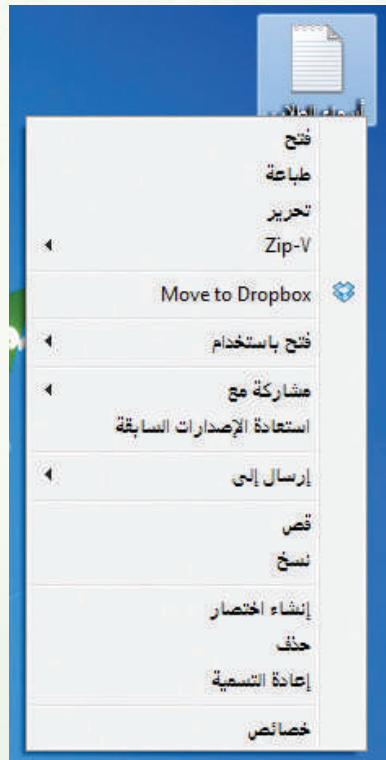 فتح
طباعة
تحرير
Zip-V
Move to Dropbox
فتح باستخدام
مشاركة مع
استعادة الإصدارات السابقة
إرسال إلى
قص
نسخ
إنشاء اختصار
حذف
إعادة التسمية
خصائص